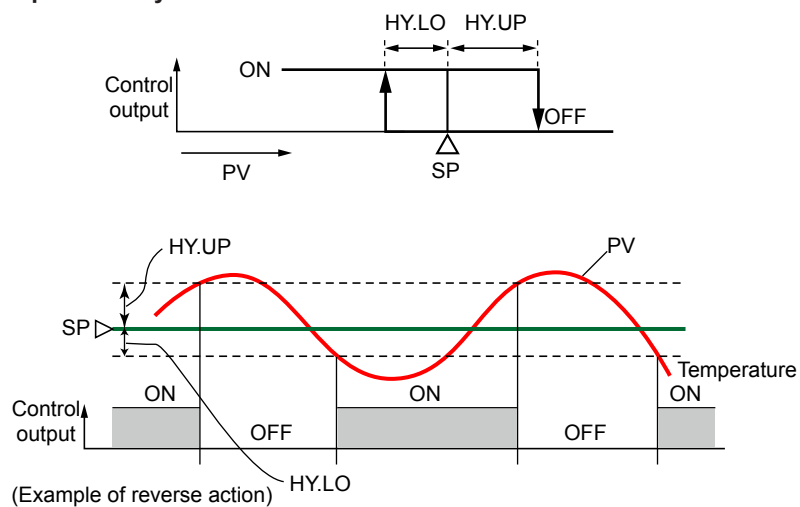 HY.LO HY.UP
ON
Control
output
OFF
PV
SP
HY.UP
PV
SP
Temperature
ON
ON
ON
Control
output
OFF
OFF
HY.LO
(Example of reverse action)